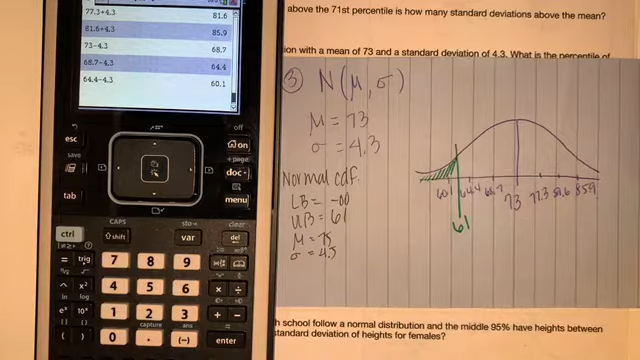 above the 71st percentile is how many standard deviations above the mean?
ion with a mean of 73 and a standard deviation of 4.3. What is the percentile of
77.3+4.3 81.6
81.6+4.3 85.9
73-4.3 68.7
68.7-4.3 64.4
64.4-4.3 60.1
③ N(μ, σ)
μ = 73
σ = 4.3
Normal cdf.
LB = -∞
UB = 61
μ = 73
σ = 4.3
60.1 64.4 68.7 73 77.3 81.6 85.9
61
h school follow a normal distribution and the middle 95% have heights between
standard deviation of heights for females?
esc
off
on
save
+page
doc
tab
menu
ctrl
CAPS
shift
sto→
var
clear
del
= trig 7 8 9
^ x² 4 5 6 × ÷
ln log
eˣ 10ˣ 1 2 3 + −
capture ans
( ) 0 . (−) enter